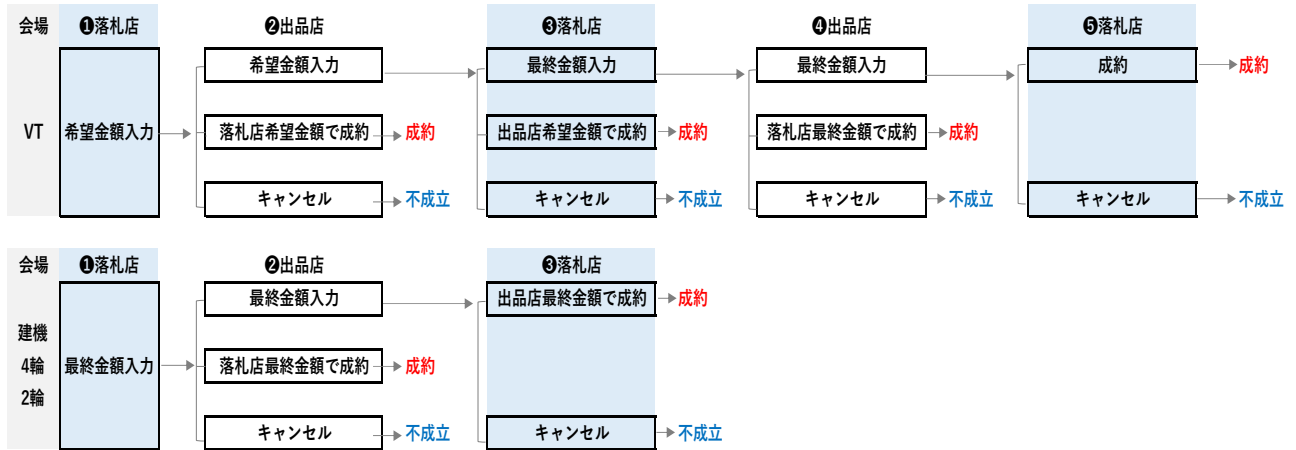 会場 ❶落札店 ❷出品店 ❸落札店 ❹出品店 ❺落札店
希望金額入力 最終金額入力 最終金額入力 成約 成約
VT 希望金額入力 落札店希望金額で成約 成約 出品店希望金額で成約 成約 落札店最終金額で成約 成約
キャンセル 不成立 キャンセル 不成立 キャンセル 不成立 キャンセル 不成立
会場 ❶落札店 ❷出品店 ❸落札店
最終金額入力 出品店最終金額で成約 成約
建機
4輪 最終金額入力 落札店最終金額で成約 成約
2輪
キャンセル 不成立 キャンセル 不成立